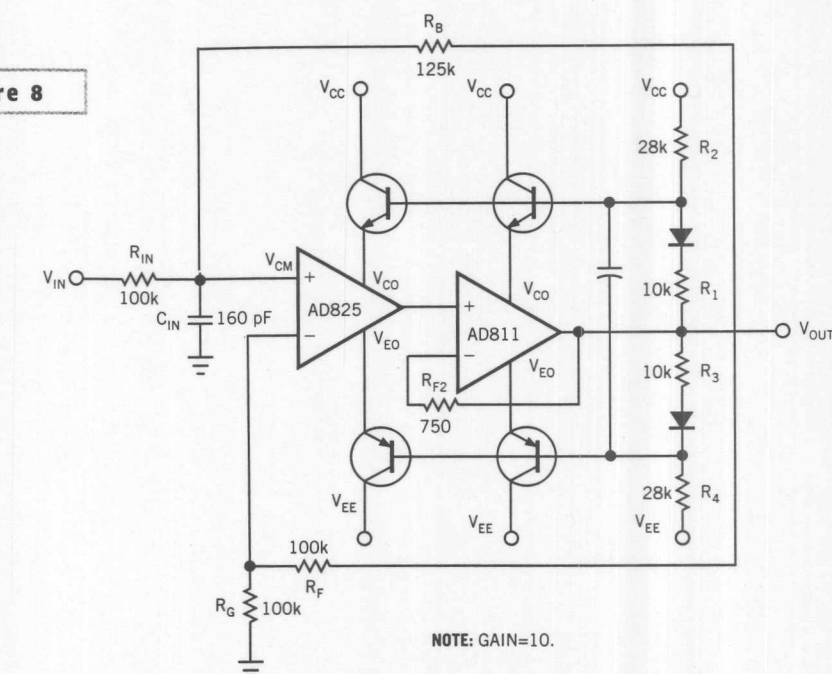 re 8
R_B
125k
V_CC
V_CC
V_CC
28k
R_2
R_IN
V_IN
100k
V_CM
+
V_CO
AD825
C_IN
160 pF
−
V_EO
V_CO
+
AD811
−
V_EO
10k
R_1
V_OUT
10k
R_3
R_F2
750
V_EE
V_EE
28k
R_4
V_EE
100k
R_F
R_G
100k
NOTE: GAIN=10.